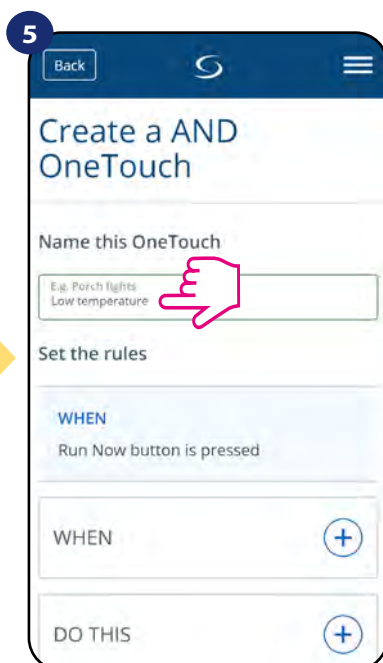 5
Back
Create a AND
OneTouch
Name this OneTouch
E.g. Porch lights
Low temperature
Set the rules
WHEN
Run Now button is pressed
WHEN
DO THIS